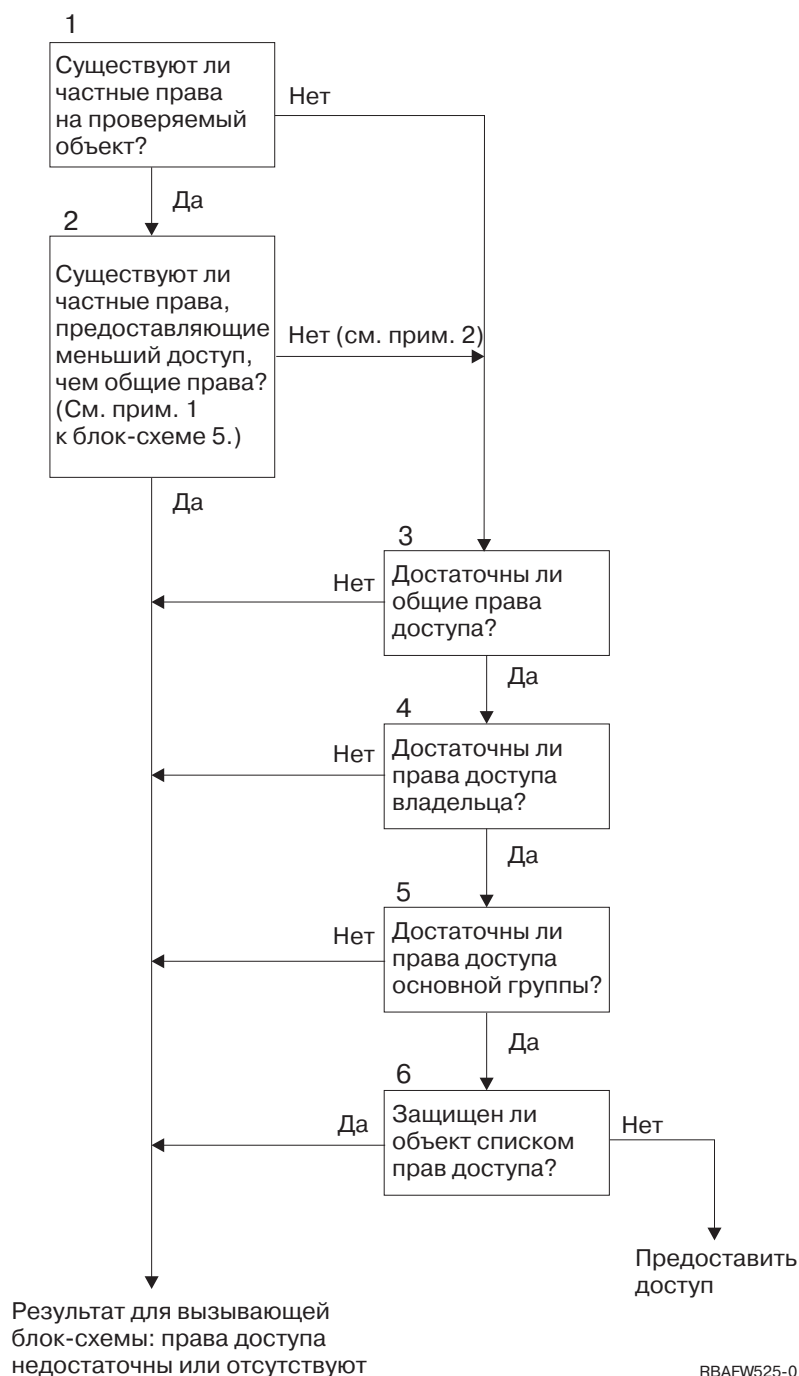 1
Существуют ли
частные права
на проверяемый
объект?
Нет
Да
2
Существуют ли
частные права,
предоставляющие
меньший доступ,
чем общие права?
(См. прим. 1
к блок-схеме 5.)
Нет (см. прим. 2)
Да
3
Достаточны ли
общие права
доступа?
Нет
Да
4
Достаточны ли
права доступа
владельца?
Нет
Да
5
Достаточны ли
права доступа
основной группы?
Нет
Да
6
Защищен ли
объект списком
прав доступа?
Да
Нет
Предоставить
доступ
Результат для вызывающей
блок-схемы: права доступа
недостаточны или отсутствуют
RBAFW525-0